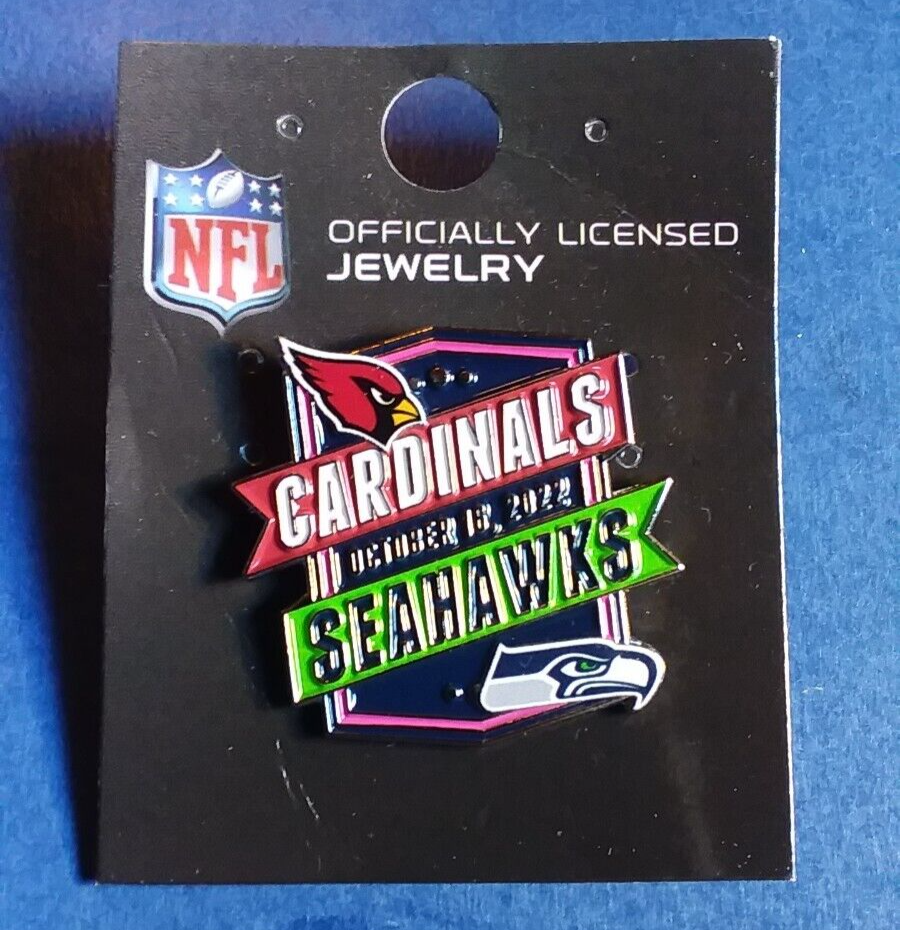 NFL
OFFICIALLY LICENSED
JEWELRY
CARDINALS
OCTOBER 16, 2022
SEAHAWKS